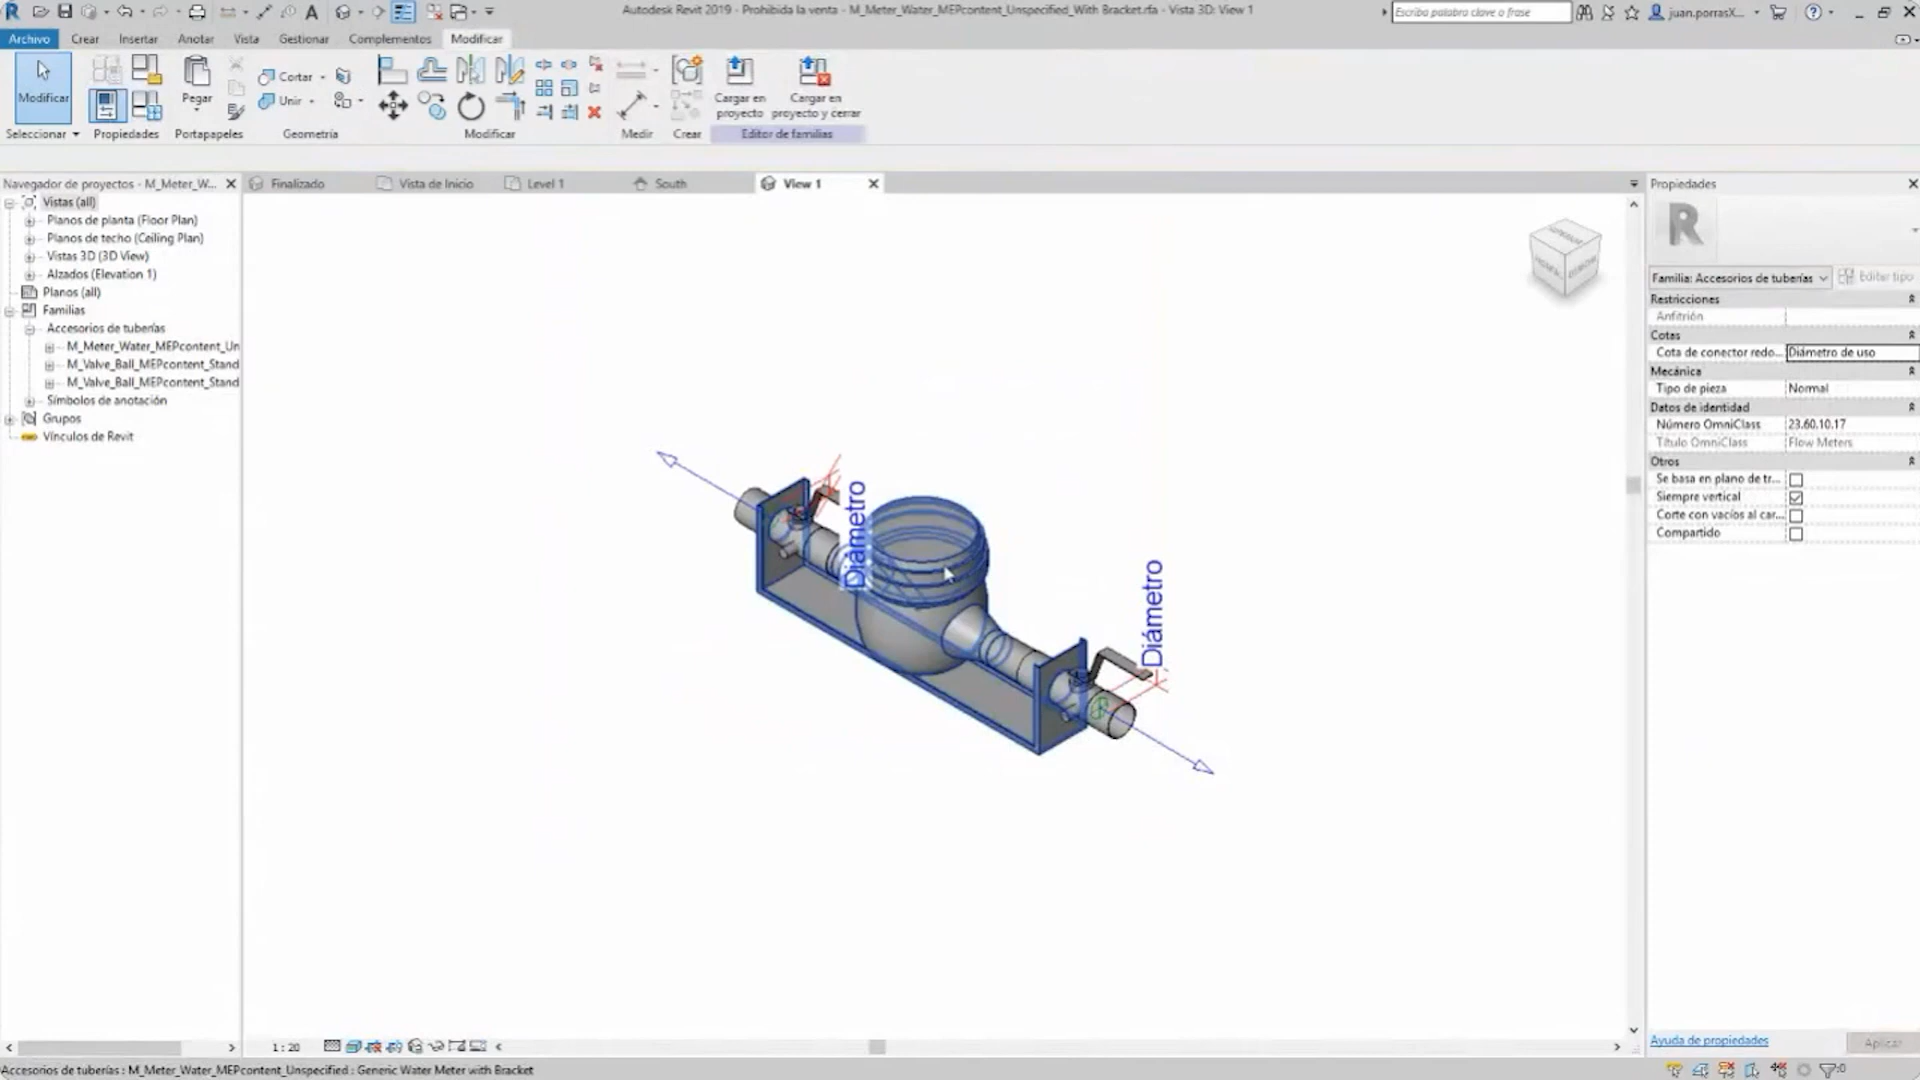 Autodesk Revit 2019 - Prohibida la venta - M_Meter_Water_MEPcontent_Unspecified_With Bracket.rfa - Vista 3D: View 1
Escriba palabra clave o frase
juan.porrasX...
Archivo
Crear
Insertar
Anotar
Vista
Gestionar
Complementos
Modificar
Modificar
Pegar
Cortar
Unir
Cargar en proyecto
Cargar en proyecto y cerrar
Seleccionar
Propiedades
Portapapeles
Geometría
Modificar
Medir
Crear
Editor de familias
Navegador de proyectos - M_Meter_W...
Finalizado
Vista de Inicio
Level 1
South
View 1
Vistas (all)
Planos de planta (Floor Plan)
Planos de techo (Ceiling Plan)
Vistas 3D (3D View)
Alzados (Elevation 1)
Planos (all)
Familias
Accesorios de tuberías
M_Meter_Water_MEPcontent_Un
M_Valve_Ball_MEPcontent_Stand
M_Valve_Ball_MEPcontent_Stand
Símbolos de anotación
Grupos
Vínculos de Revit
Diámetro
Diámetro
Propiedades
Familia: Accesorios de tuberías
Editar tipo
Restricciones
Anfitrión
Cotas
Cota de conector redo... Diámetro de uso
Mecánica
Tipo de pieza Normal
Datos de identidad
Número OmniClass 23.60.10.17
Título OmniClass Flow Meters
Otros
Se basa en plano de tr...
Siempre vertical
Corte con vacíos al car...
Compartido
Ayuda de propiedades
Aplicar
1 : 20
Accesorios de tuberías : M_Meter_Water_MEPcontent_Unspecified : Generic Water Meter with Bracket
:0